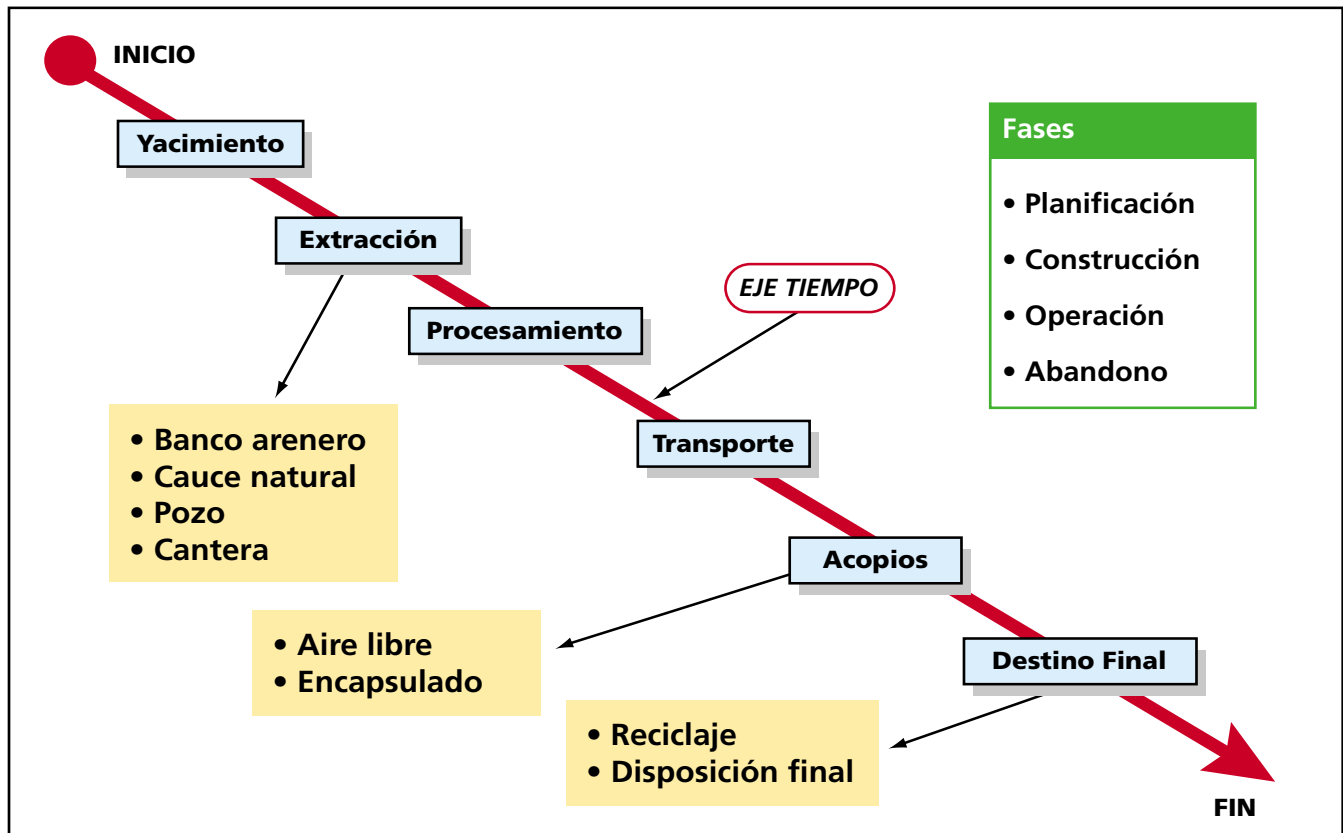 INICIO
Yacimiento
Extracción
Procesamiento
EJE TIEMPO
Transporte
Acopios
Destino Final
FIN
Fases
• Planificación
• Construcción
• Operación
• Abandono
• Banco arenero
• Cauce natural
• Pozo
• Cantera
• Aire libre
• Encapsulado
• Reciclaje
• Disposición final